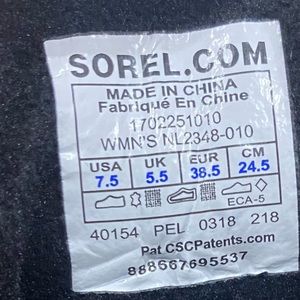 SOREL.COM
MADE IN CHINA
Fabriqué En Chine
1702251010
WMN'S NL2348-010
USA UK EUR CM
7.5 5.5 38.5 24.5
ECA-5
40154 PEL 0318 218
Pat CSCPatents.com
888667695537